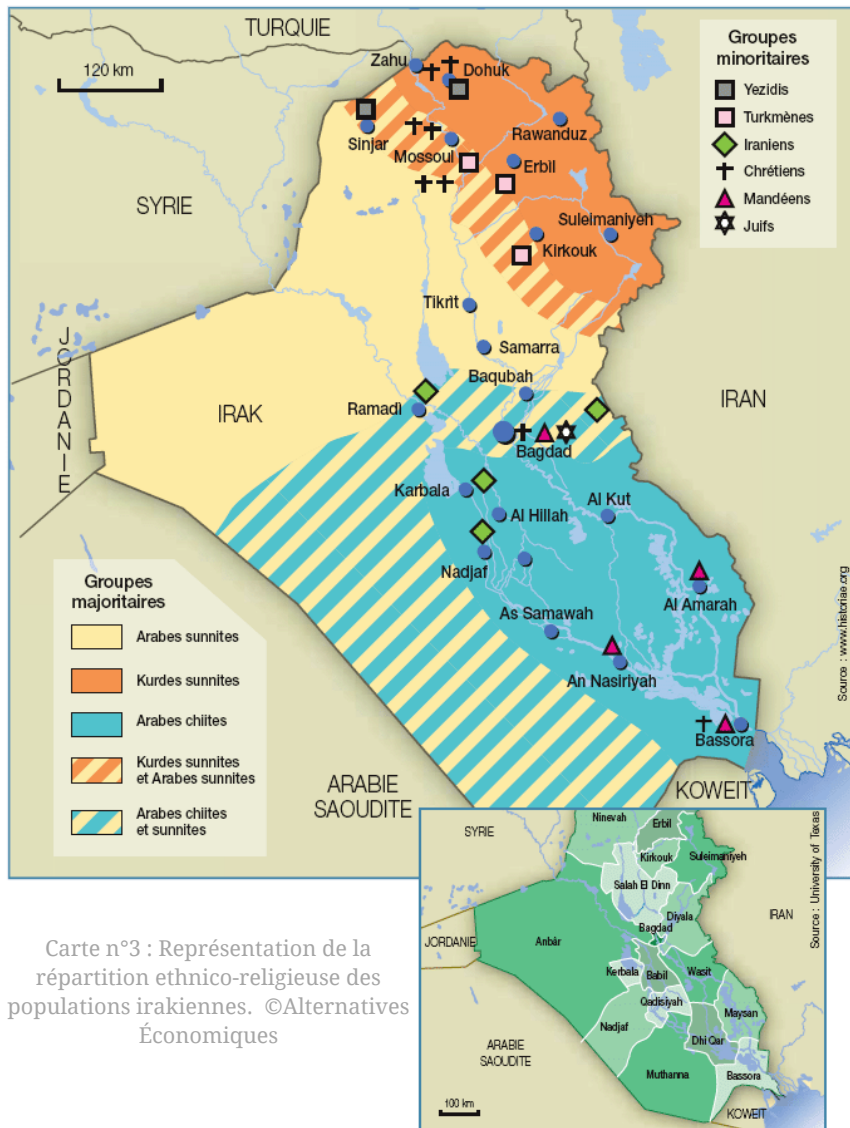 TURQUIE
120 km
Zahu
Dohuk
Rawanduz
Sinjar
Mossoul
Erbil
SYRIE
Suleimaniyeh
Kirkouk
Tikrit
Samarra
Baqubah
JORDANIE
IRAK
Ramadi
IRAN
Bagdad
Karbala
Al Hillah
Al Kut
Nadjaf
Al Amarah
As Samawah
An Nasiriyah
Bassora
ARABIE
SAOUDITE
KOWEIT
Groupes
minoritaires
Yezidis
Turkmènes
Iraniens
Chrétiens
Mandéens
Juifs
Groupes
majoritaires
Arabes sunnites
Kurdes sunnites
Arabes chiites
Kurdes sunnites
et Arabes sunnites
Arabes chiites
et sunnites
Source : www.historiae.org
SYRIE
Ninevah
Erbil
Kirkouk
Suleimaniyeh
Salah El Dinn
Diyala
IRAN
JORDANIE
Anbàr
Bagdad
Kerbala
Babil
Wasit
Qadisiyah
Maysan
Nadjaf
Dhi Qar
ARABIE
SAOUDITE
Muthanna
Bassora
KOWEIT
100 km
Source : University of Texas
Carte n°3 : Représentation de la
répartition ethnico-religieuse des
populations irakiennes. ©Alternatives
Économiques